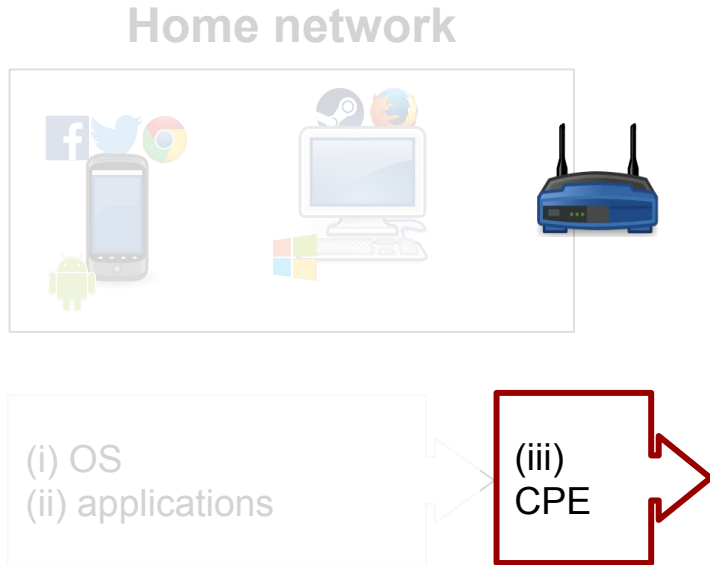 Home network
(i) OS
(ii) applications
(iii)
CPE